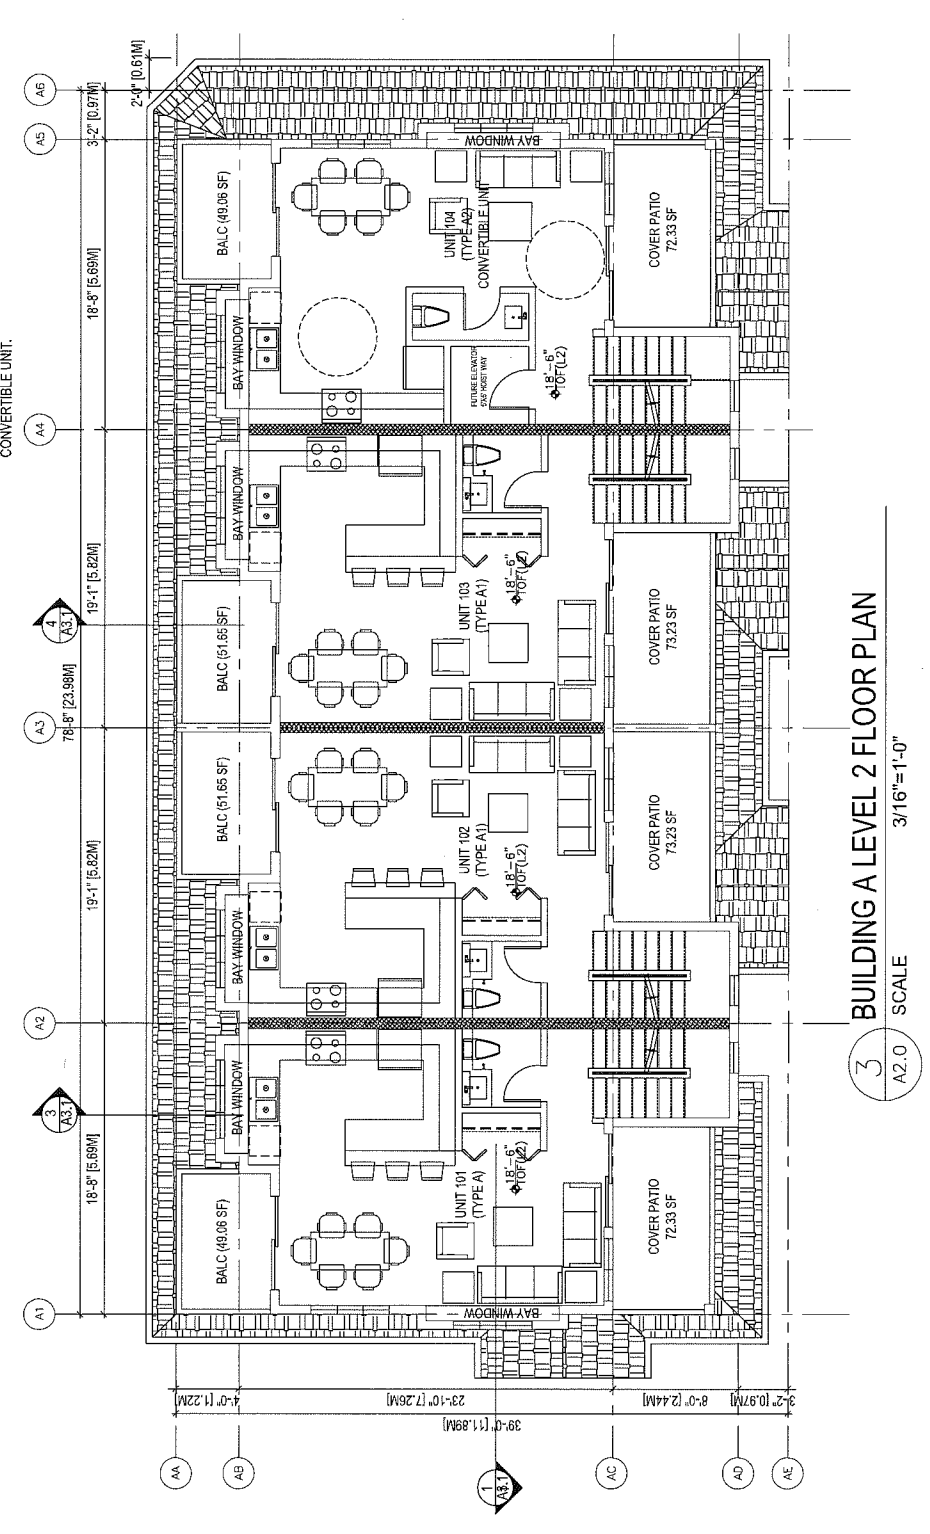 CONVERTIBLE UNIT.
A6
A5
A4
A3
A2
A1
2'-0" [0.61M]
3'-2" [0.97M]
18'-8" [5.69M]
19'-1" [5.82M]
78'-8" [23.98M]
19'-1" [5.82M]
18'-8" [5.69M]
4
A3.1
3
A3.1
BALC (49.06 SF)
BAY WINDOW
BAY WINDOW
UNIT 104
(TYPE A2)
CONVERTIBLE UNIT
FUTURE ELEVATOR
5'X5' HOIST WAY
18'-6"
TOF(L2)
COVER PATIO
72.33 SF
BAY WINDOW
BALC (51.65 SF)
UNIT 103
(TYPE A1)
18'-6"
TOF(L2)
COVER PATIO
73.23 SF
BALC (51.65 SF)
BAY WINDOW
UNIT 102
(TYPE A1)
18'-6"
TOF(L2)
COVER PATIO
73.23 SF
BAY WINDOW
BALC (49.06 SF)
UNIT 101
(TYPE A)
18'-6"
TOF(L2)
BAY WINDOW
COVER PATIO
72.33 SF
4'-0" [1.22M]
23'-10" [7.26M]
8'-0" [2.44M]
3'-2" [0.97M]
39'-0" [11.89M]
AA
AB
AC
AD
AE
1
A3.1
3
A2.0
BUILDING A LEVEL 2 FLOOR PLAN
SCALE 3/16"=1'-0"